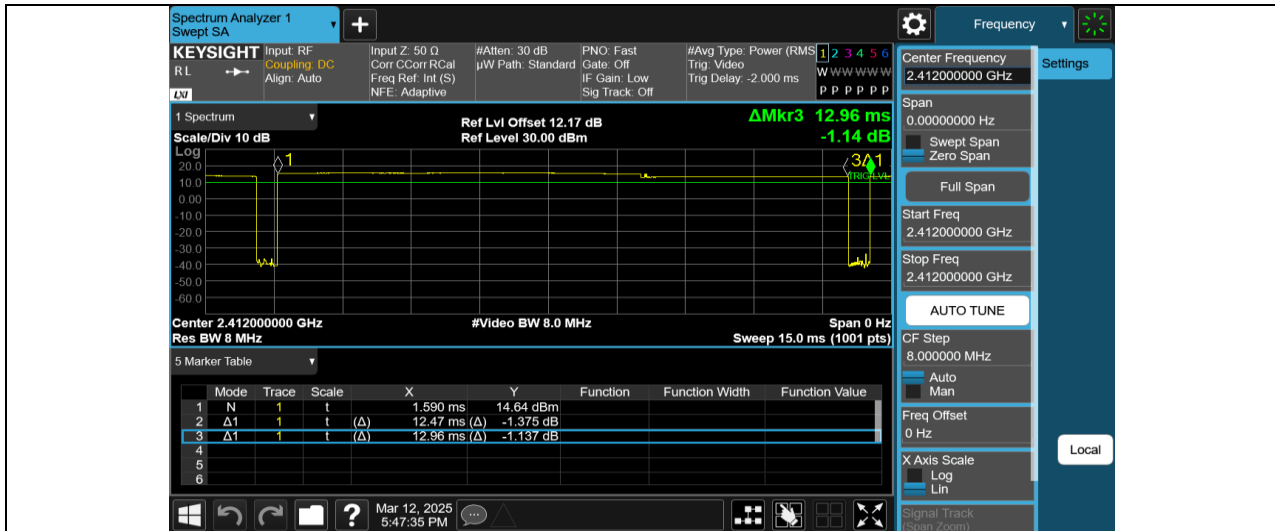 Spectrum Analyzer 1
Swept SA
Frequency
KEYSIGHT
RL
LXI
Input: RF
Coupling: DC
Align: Auto
Input Z: 50 Ω
Corr CCorr RCal
Freq Ref: Int (S)
NFE: Adaptive
#Atten: 30 dB
µW Path: Standard
PNO: Fast
Gate: Off
IF Gain: Low
Sig Track: Off
#Avg Type: Power (RMS
Trig: Video
Trig Delay: -2.000 ms
1 2 3 4 5 6
W W W W W W
P P P P P P
1 Spectrum
Scale/Div 10 dB
Ref Lvl Offset 12.17 dB
Ref Level 30.00 dBm
ΔMkr3 12.96 ms
-1.14 dB
Log
20.0
10.0
0.00
-10.0
-20.0
-30.0
-40.0
-50.0
-60.0
1
3Δ1
TRIG LVL
Center 2.412000000 GHz
#Video BW 8.0 MHz
Span 0 Hz
Res BW 8 MHz
Sweep 15.0 ms (1001 pts)
5 Marker Table
Mode Trace Scale X Y Function Function Width Function Value
1 N 1 t 1.590 ms 14.64 dBm
2 Δ1 1 t (Δ) 12.47 ms (Δ) -1.375 dB
3 Δ1 1 t (Δ) 12.96 ms (Δ) -1.137 dB
4
5
6
Mar 12, 2025
5:47:35 PM
Center Frequency
2.412000000 GHz
Settings
Span
0.00000000 Hz
Swept Span
Zero Span
Full Span
Start Freq
2.412000000 GHz
Stop Freq
2.412000000 GHz
AUTO TUNE
CF Step
8.000000 MHz
Auto
Man
Freq Offset
0 Hz
X Axis Scale
Log
Lin
Local
Signal Track
(Span Zoom)